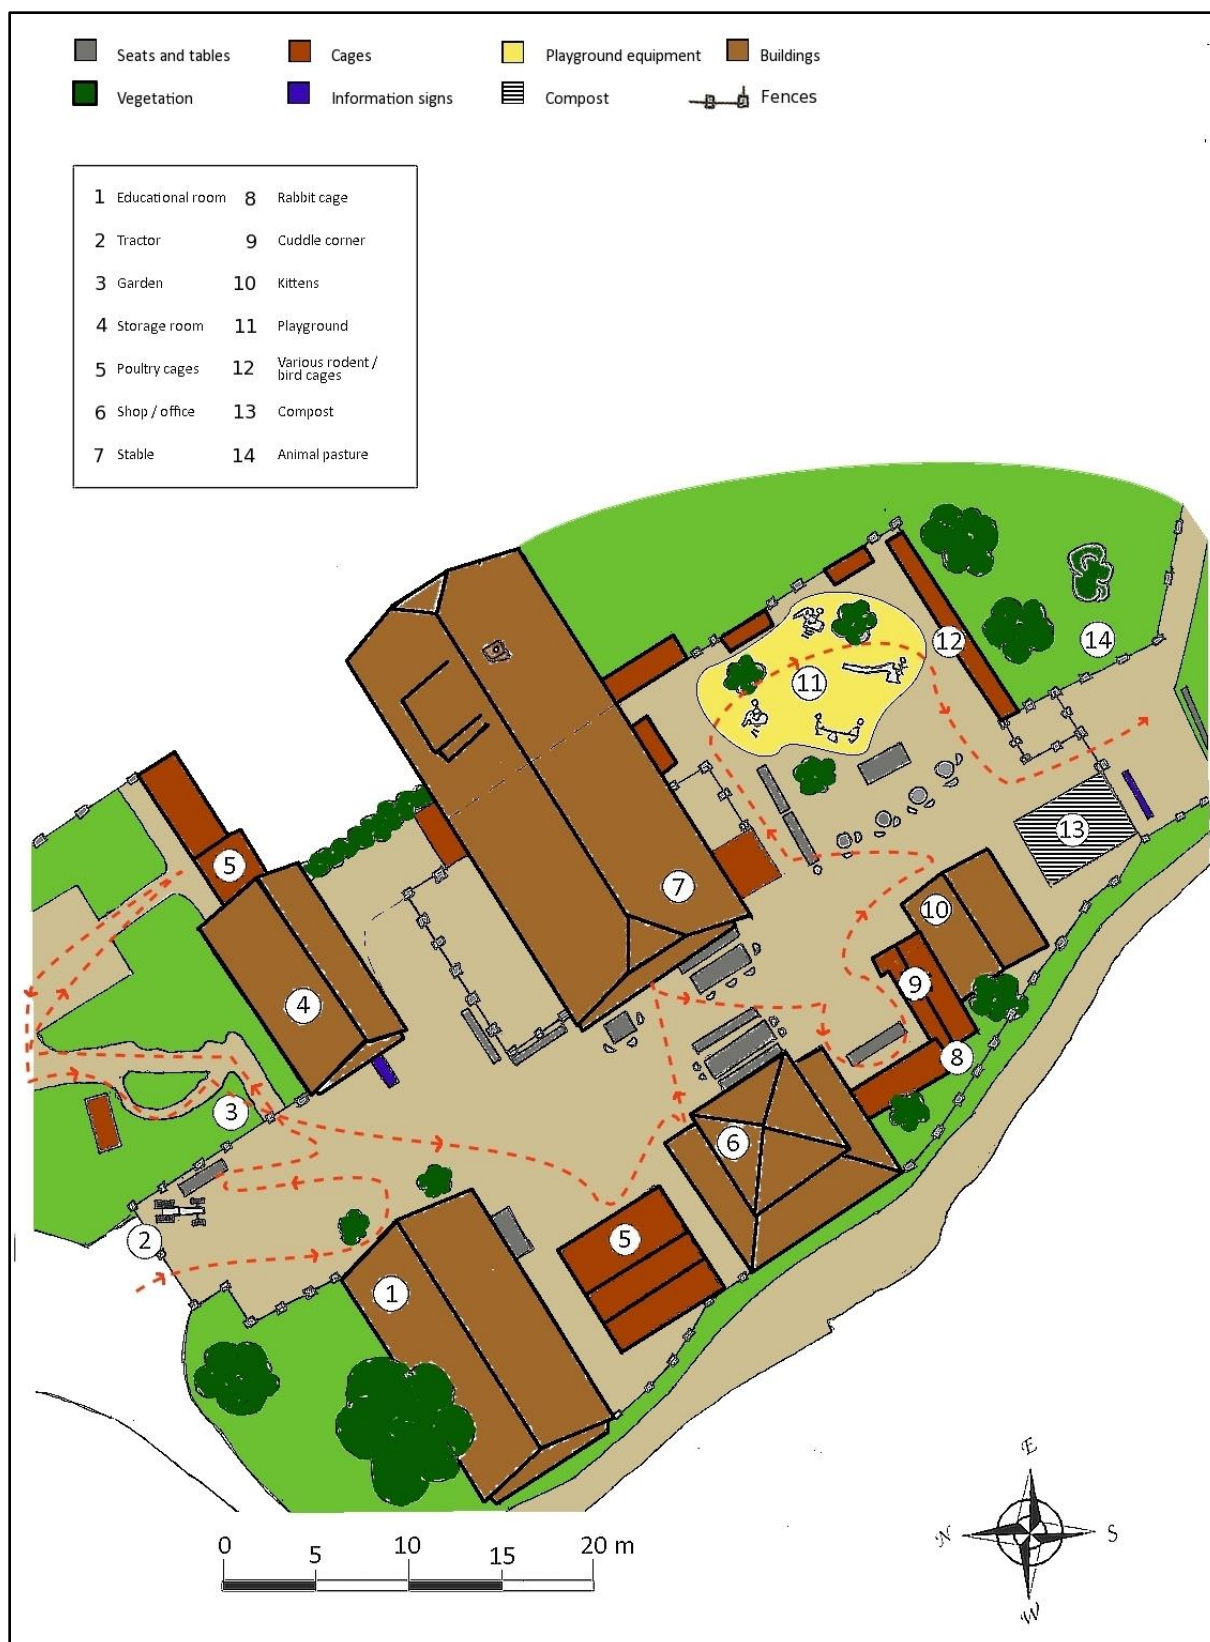 Seats and tables Cages Playground equipment Buildings
Vegetation Information signs Compost Fences
1 Educational room 8 Rabbit cage
2 Tractor 9 Cuddle corner
3 Garden 10 Kittens
4 Storage room 11 Playground
5 Poultry cages 12 Various rodent /
bird cages
6 Shop / office 13 Compost
7 Stable 14 Animal pasture
12
14
11
5
13
7
10
4
9
8
3
6
2
5
1
E
N
S
W
0 5 10 15 20 m